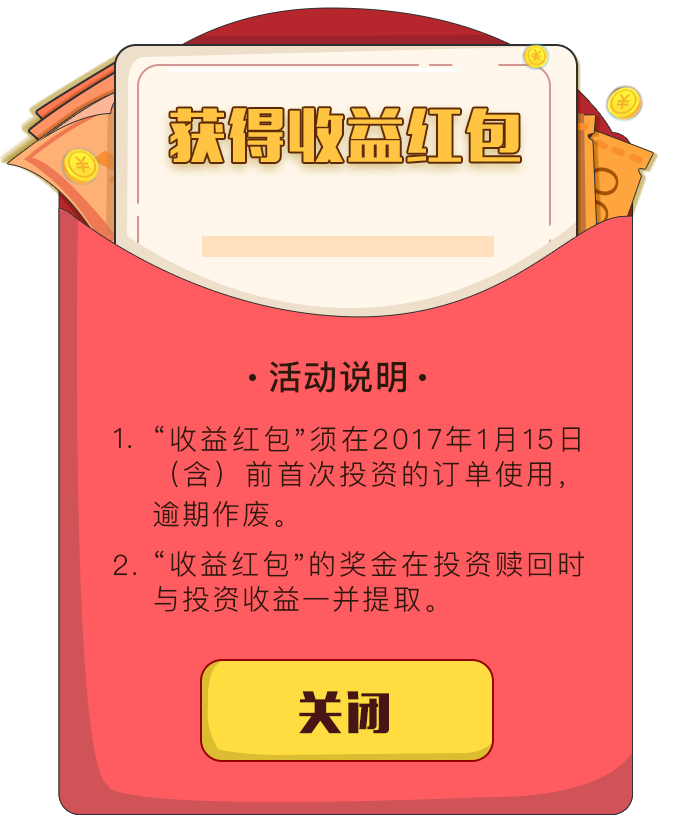 获得收益红包
·活动说明·
1. “收益红包”须在2017年1月15日
（含）前首次投资的订单使用，
逾期作废。
2. “收益红包”的奖金在投资赎回时
与投资收益一并提取。
关闭